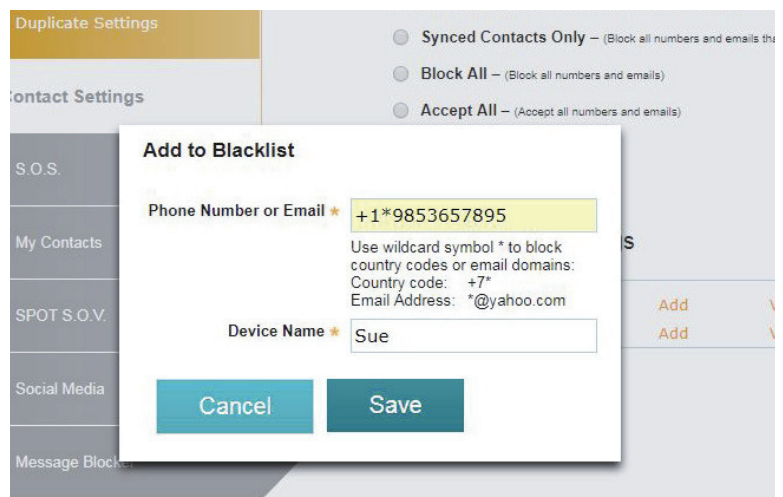 Duplicate Settings
Synced Contacts Only – (Block all numbers and emails
Block All – (Block all numbers and emails)
Contact Settings
Accept All – (Accept all numbers and emails)
Add to Blacklist
S.O.S.
Phone Number or Email *
+1*9853657895
My Contacts
Use wildcard symbol * to block
country codes or email domains:
Country code: +7*
Email Address: *@yahoo.com
SPOT S.O.V.
Add
Device Name *
Sue
Add
Social Media
Cancel
Save
Message Blocker